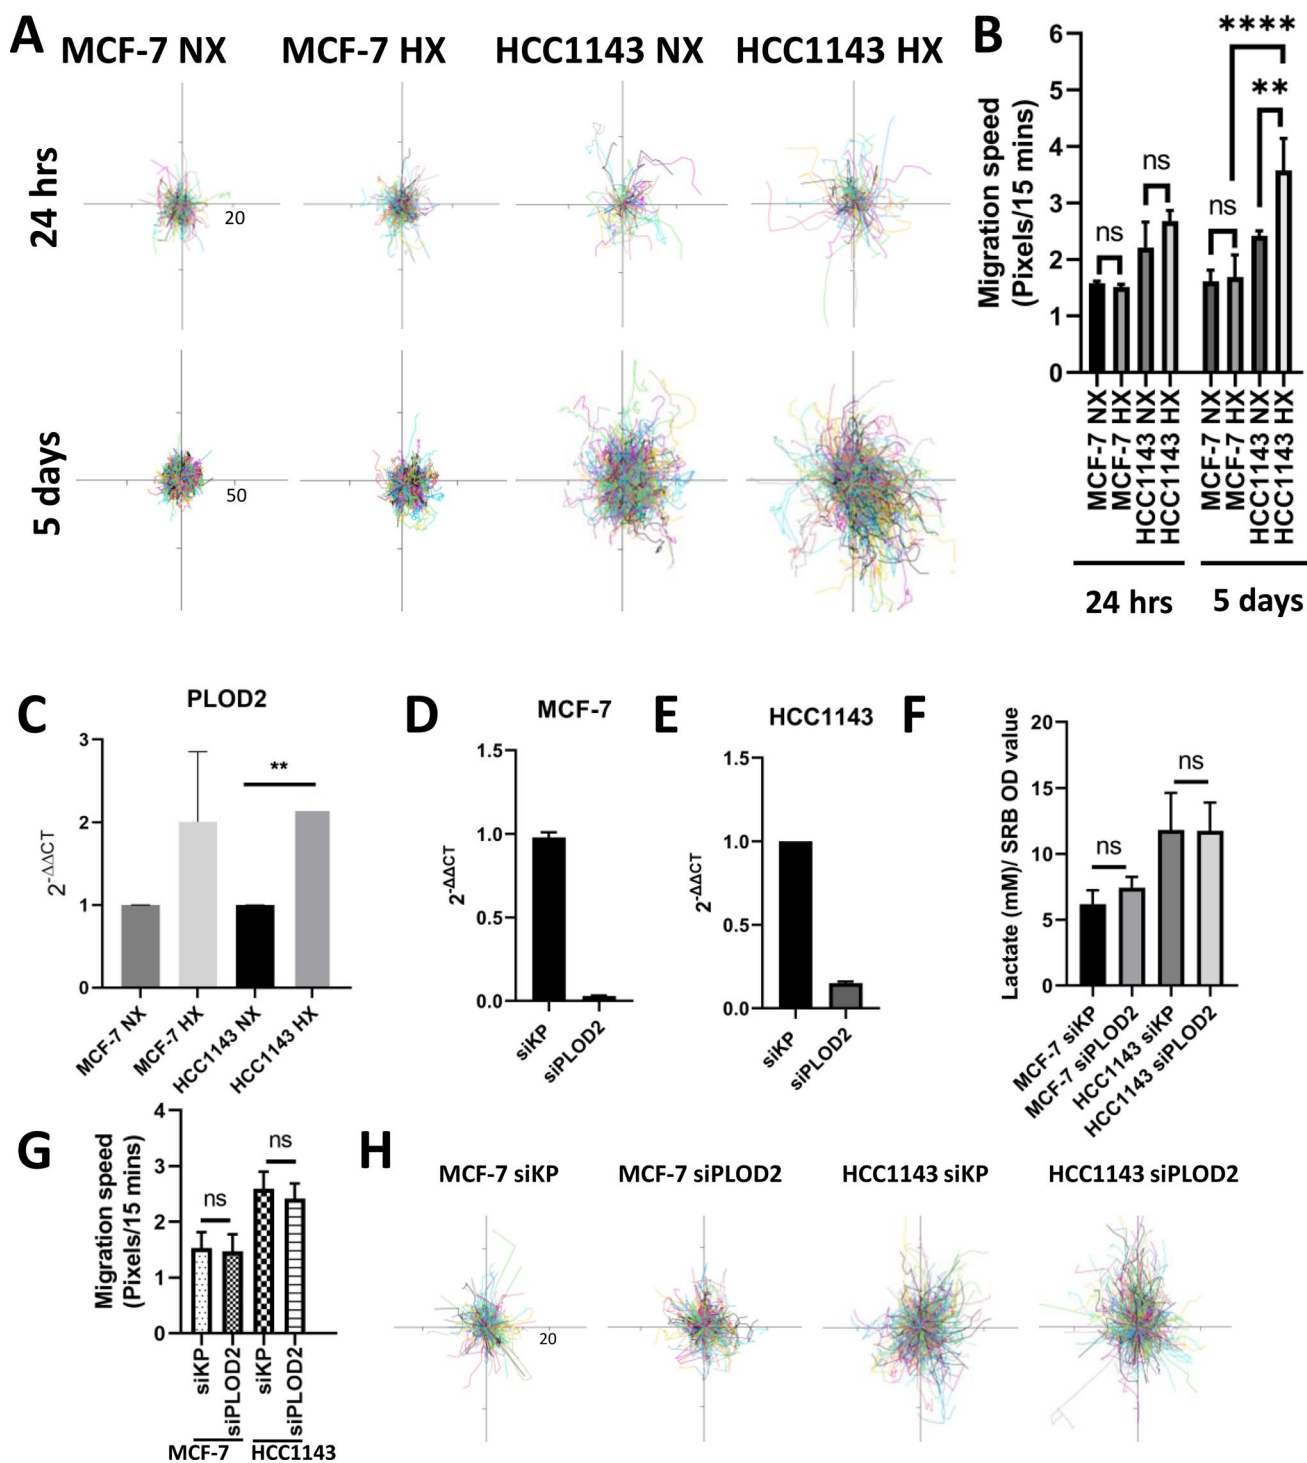 A
MCF-7 NX
MCF-7 HX
HCC1143 NX
HCC1143 HX
24 hrs
20
5 days
50
B
Migration speed
(Pixels/15 mins)
6
5
4
3
2
1
0
ns
ns
ns
**
****
MCF-7 NX
MCF-7 HX
HCC1143 NX
HCC1143 HX
MCF-7 NX
MCF-7 HX
HCC1143 NX
HCC1143 HX
24 hrs
5 days
C
PLOD2
2-ΔΔCT
3
2
1
0
**
MCF-7 NX
MCF-7 HX
HCC1143 NX
HCC1143 HX
D
MCF-7
2-ΔΔCT
1.5
1.0
0.5
0.0
siKP
siPLOD2
E
HCC1143
2-ΔΔCT
1.5
1.0
0.5
0.0
siKP
siPLOD2
F
Lactate (mM)/ SRB OD value
20
15
10
5
0
ns
ns
MCF-7 siKP
MCF-7 siPLOD2
HCC1143 siKP
HCC1143 siPLOD2
G
Migration speed
(Pixels/15 mins)
4
3
2
1
0
ns
ns
siKP
siPLOD2
siKP
siPLOD2
MCF-7
HCC1143
H
MCF-7 siKP
MCF-7 siPLOD2
HCC1143 siKP
HCC1143 siPLOD2
20